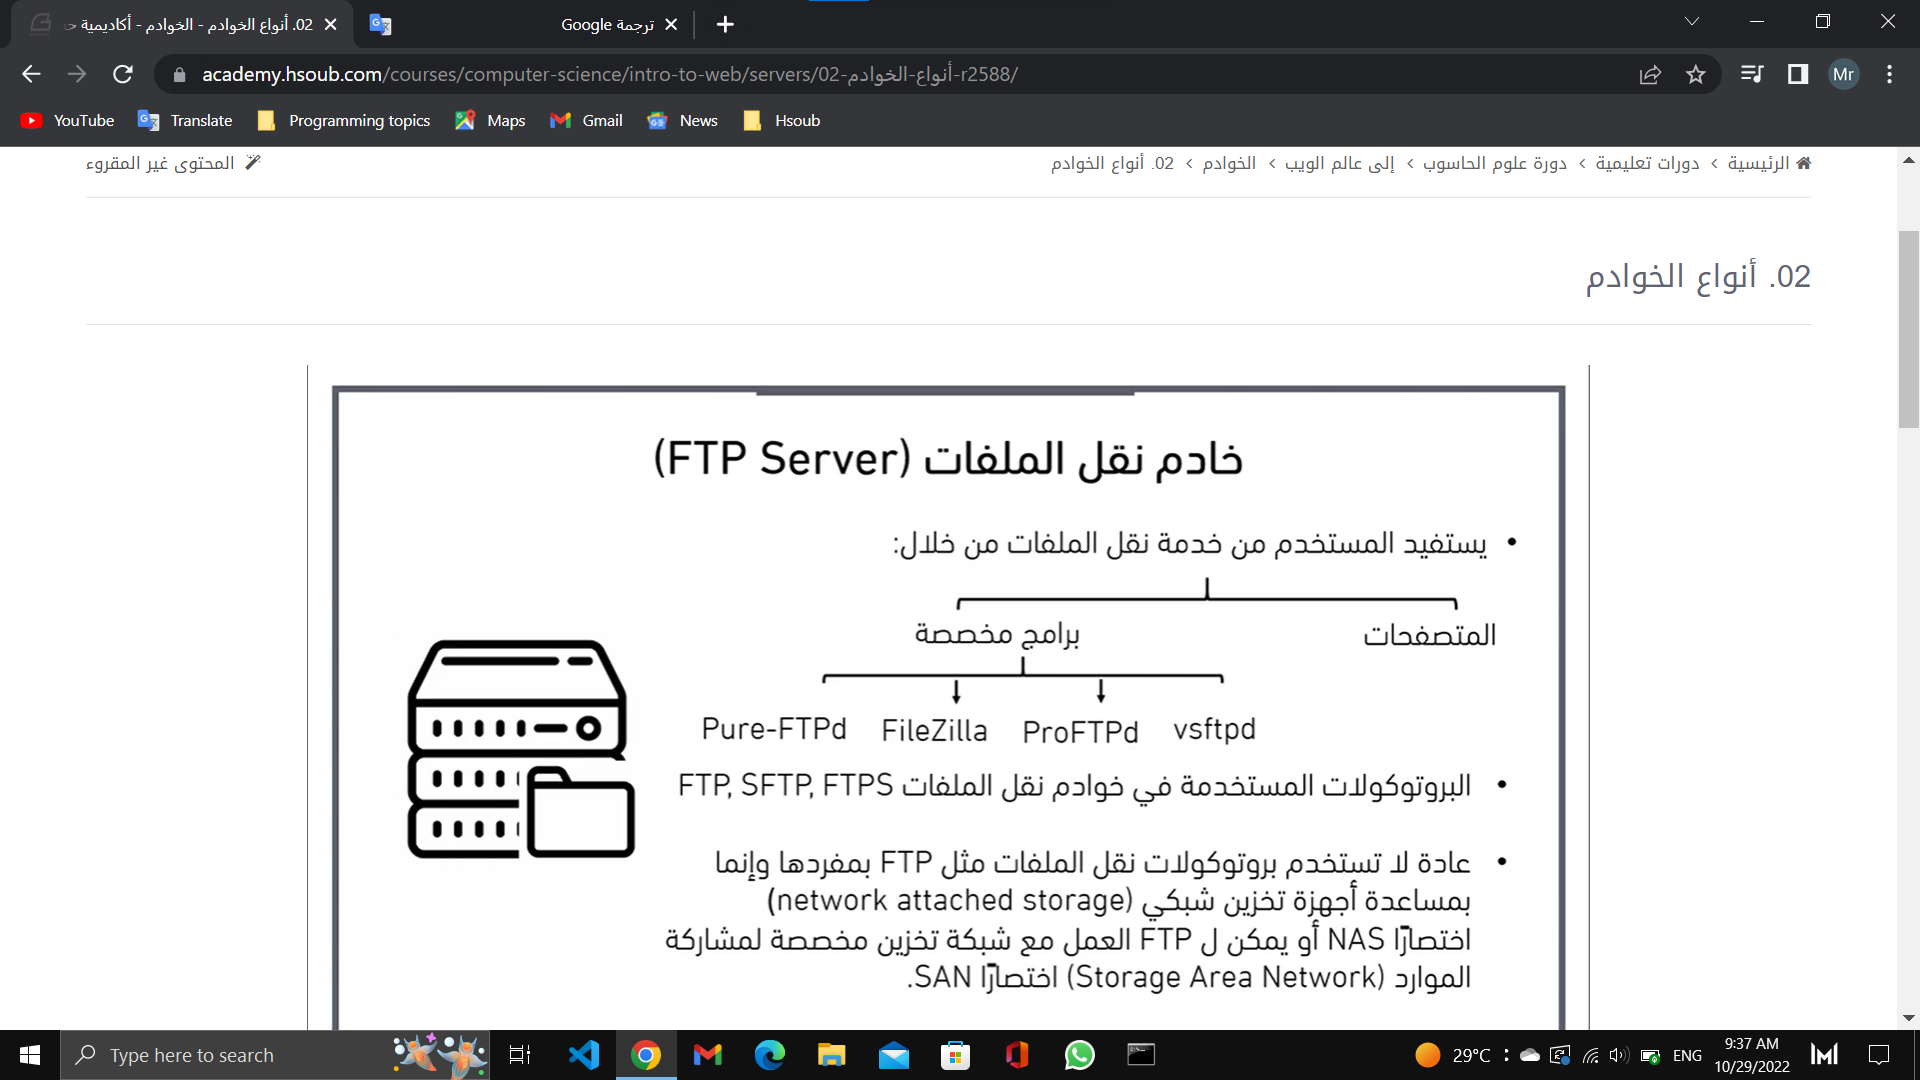 02. أنواع الخوادم - الخوادم - أكاديمية حـ
ترجمة Google
academy.hsoub.com/courses/computer-science/intro-to-web/servers/02-أنواع-الخوادم-r2588/
Mr
YouTube
Translate
Programming topics
Maps
Gmail
News
Hsoub
الرئيسية > دورات تعليمية > دورة علوم الحاسوب > إلى عالم الويب > الخوادم > 02. أنواع الخوادم
المحتوى غير المقروء
02. أنواع الخوادم
خادم نقل الملفات (FTP Server)
• يستفيد المستخدم من خدمة نقل الملفات من خلال:
المتصفحات
برامج مخصصة
Pure-FTPd FileZilla ProFTPd vsftpd
• البروتوكولات المستخدمة في خوادم نقل الملفات FTP, SFTP, FTPS
• عادة لا تستخدم بروتوكولات نقل الملفات مثل FTP بمفردها وإنما
بمساعدة أجهزة تخزين شبكي (network attached storage)
اختصارًا NAS أو يمكن ل FTP العمل مع شبكة تخزين مخصصة لمشاركة
الموارد (Storage Area Network) اختصارًا SAN.
Type here to search
29°C
ENG
9:37 AM
10/29/2022